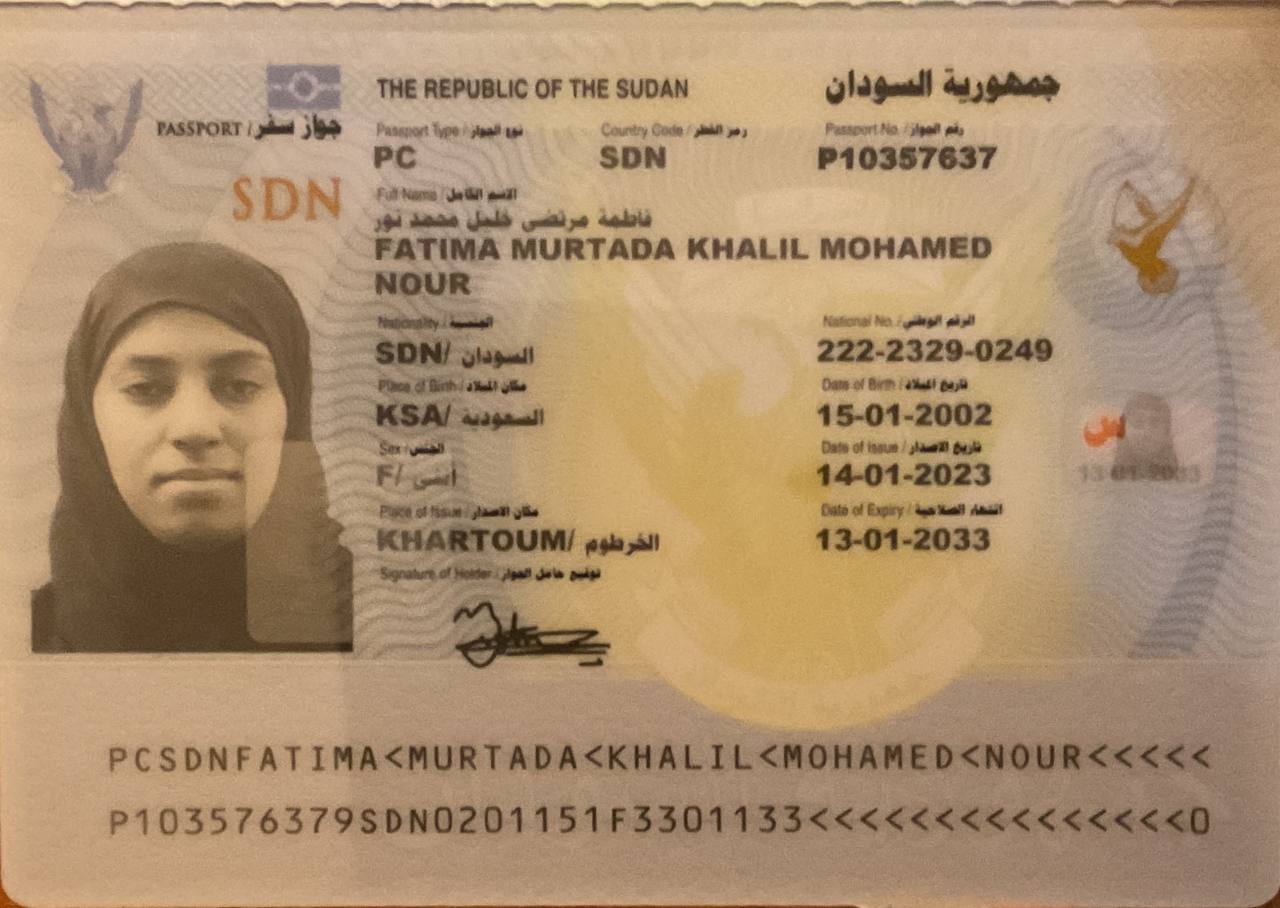 THE REPUBLIC OF THE SUDAN جمهورية السودان
PASSPORT / جواز سفر
Passport Type / نوع الجواز Country Code / رمز القطر Passport No. / رقم الجواز
PC SDN P10357637
SDN
Full Name / الاسم الكامل
فاطمة مرتضى خليل محمد نور
FATIMA MURTADA KHALIL MOHAMED
NOUR
Nationality / الجنسية National No. / الرقم الوطني
SDN/ السودان 222-2329-0249
Place of Birth / مكان الميلاد Date of Birth / تاريخ الميلاد
KSA/ السعودية 15-01-2002
Sex / الجنس Date of Issue / تاريخ الاصدار
F/ انثى 14-01-2023
13-01-2033
Place of Issue / مكان الاصدار Date of Expiry / انتهاء الصلاحية
KHARTOUM/ الخرطوم 13-01-2033
Signature of Holder / توقيع حامل الجواز
PCSDNFATIMA<MURTADA<KHALIL<MOHAMED<NOUR<<<<<
P103576379SDN0201151F3301133<<<<<<<<<<<<<<<0